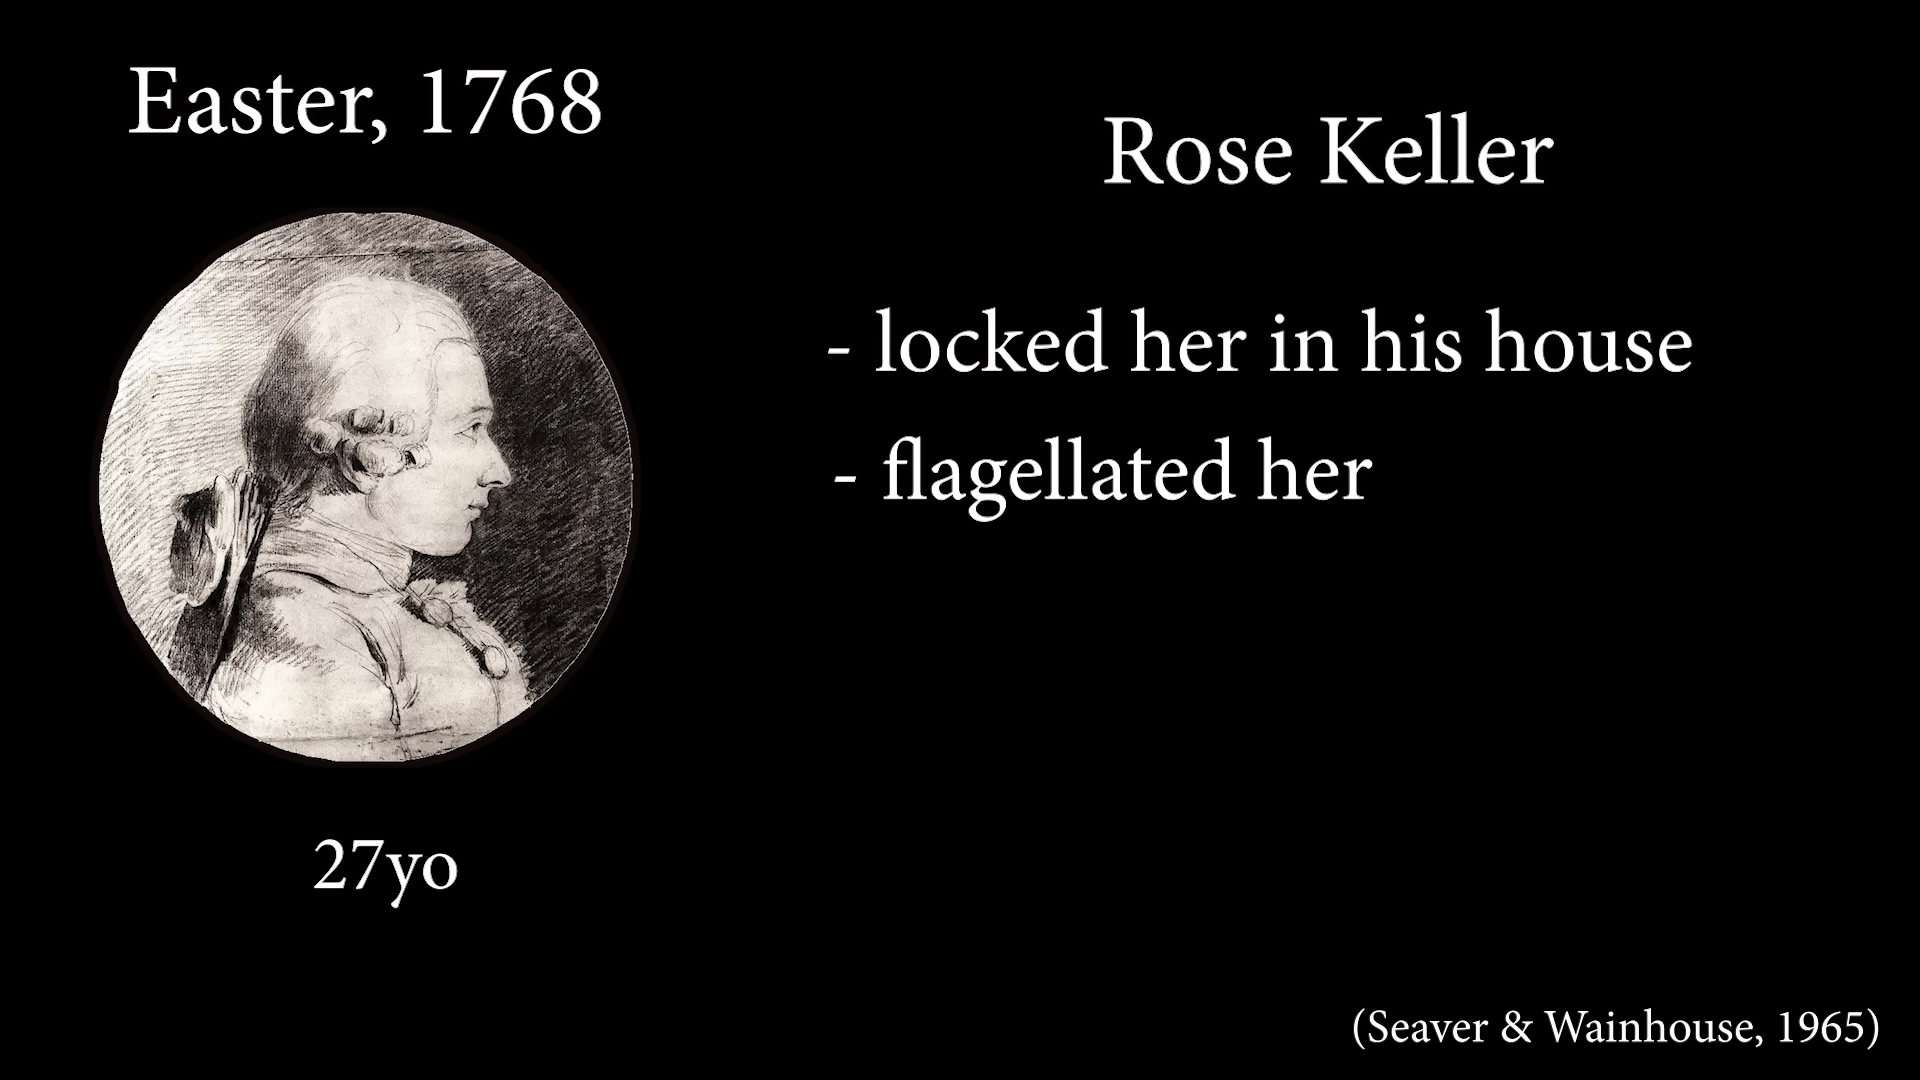 Easter, 1768
27yo
Rose Keller
- locked her in his house
- flagellated her
(Seaver & Wainhouse, 1965)